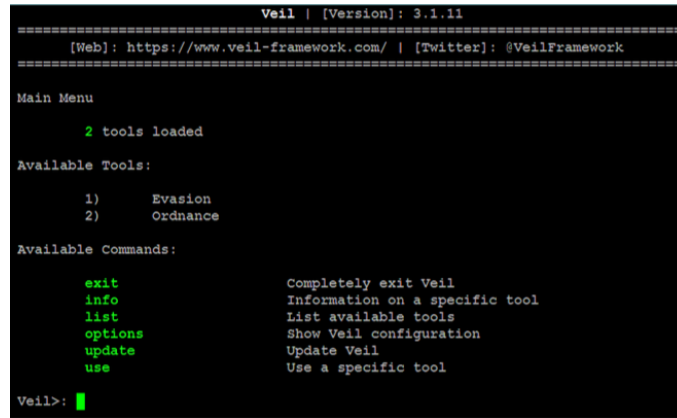 Veil | [Version]: 3.1.11
================================================================================
[Web]: https://www.veil-framework.com/ | [Twitter]: @VeilFramework
================================================================================
Main Menu
2 tools loaded
Available Tools:
1) Evasion
2) Ordnance
Available Commands:
exit Completely exit Veil
info Information on a specific tool
list List available tools
options Show Veil configuration
update Update Veil
use Use a specific tool
Veil>: